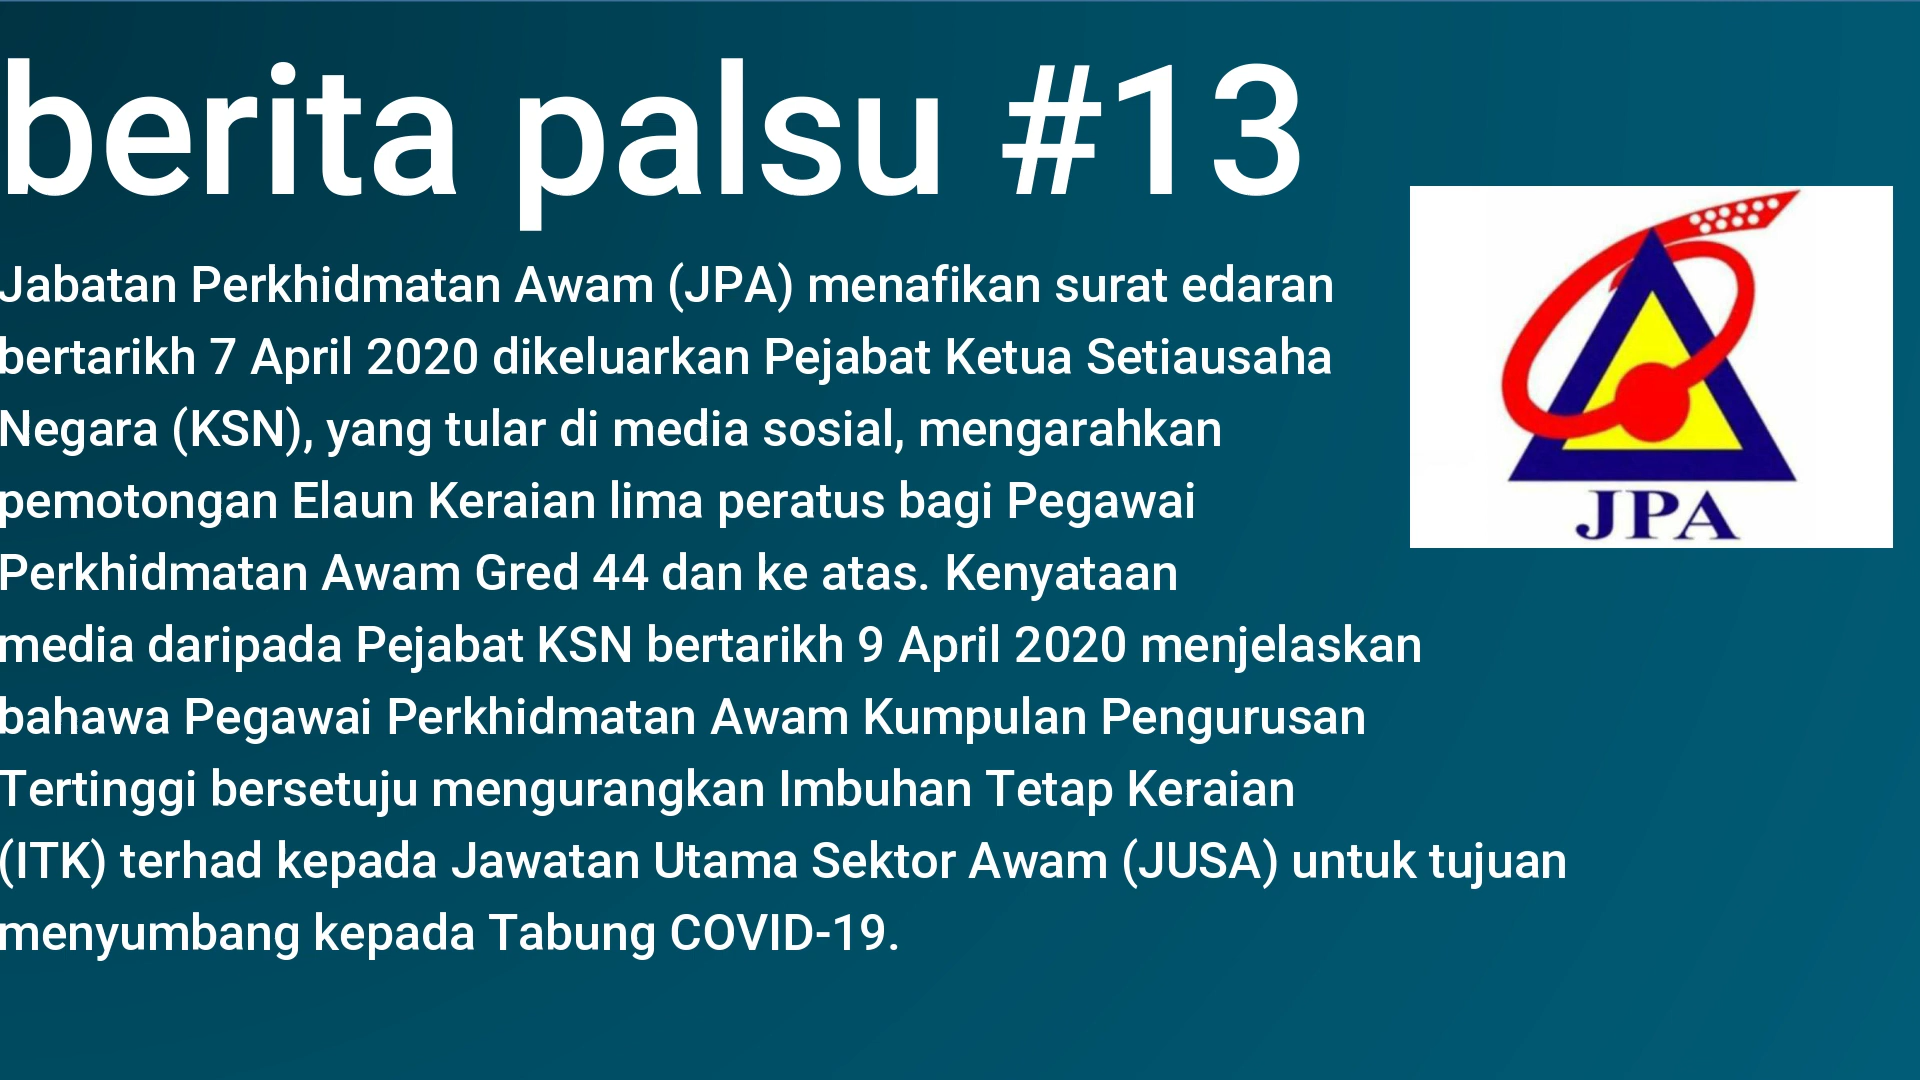 berita palsu #13
Jabatan Perkhidmatan Awam (JPA) menafikan surat edaran
bertarikh 7 April 2020 dikeluarkan Pejabat Ketua Setiausaha
Negara (KSN), yang tular di media sosial, mengarahkan
pemotongan Elaun Keraian lima peratus bagi Pegawai
Perkhidmatan Awam Gred 44 dan ke atas. Kenyataan
media daripada Pejabat KSN bertarikh 9 April 2020 menjelaskan
bahawa Pegawai Perkhidmatan Awam Kumpulan Pengurusan
Tertinggi bersetuju mengurangkan Imbuhan Tetap Keraian
(ITK) terhad kepada Jawatan Utama Sektor Awam (JUSA) untuk tujuan
menyumbang kepada Tabung COVID-19.
JPA